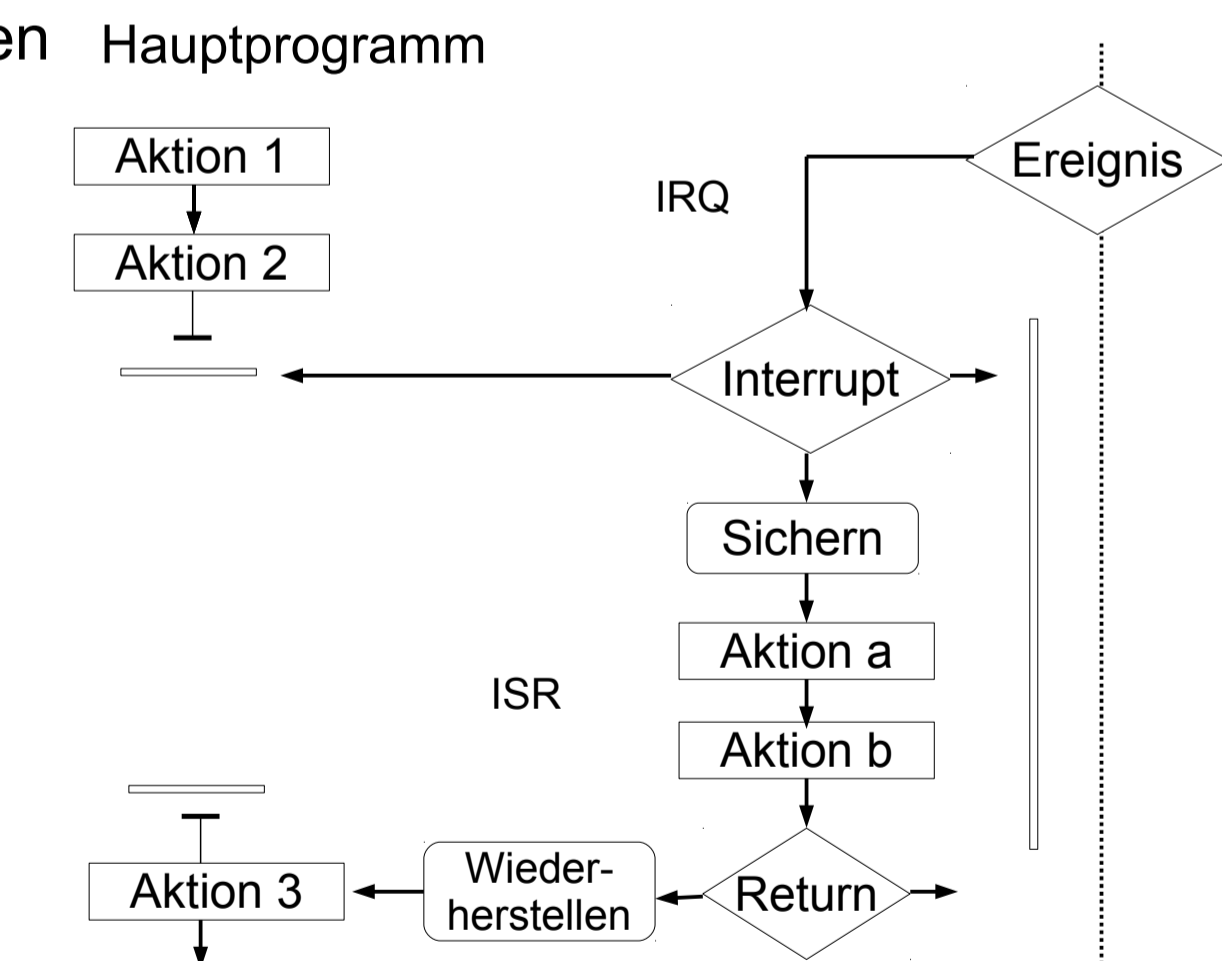 en Hauptprogramm
Aktion 1
Ereignis
IRQ
Aktion 2
Interrupt
Sichern
Aktion a
ISR
Aktion b
Wieder-
herstellen
Aktion 3
Return